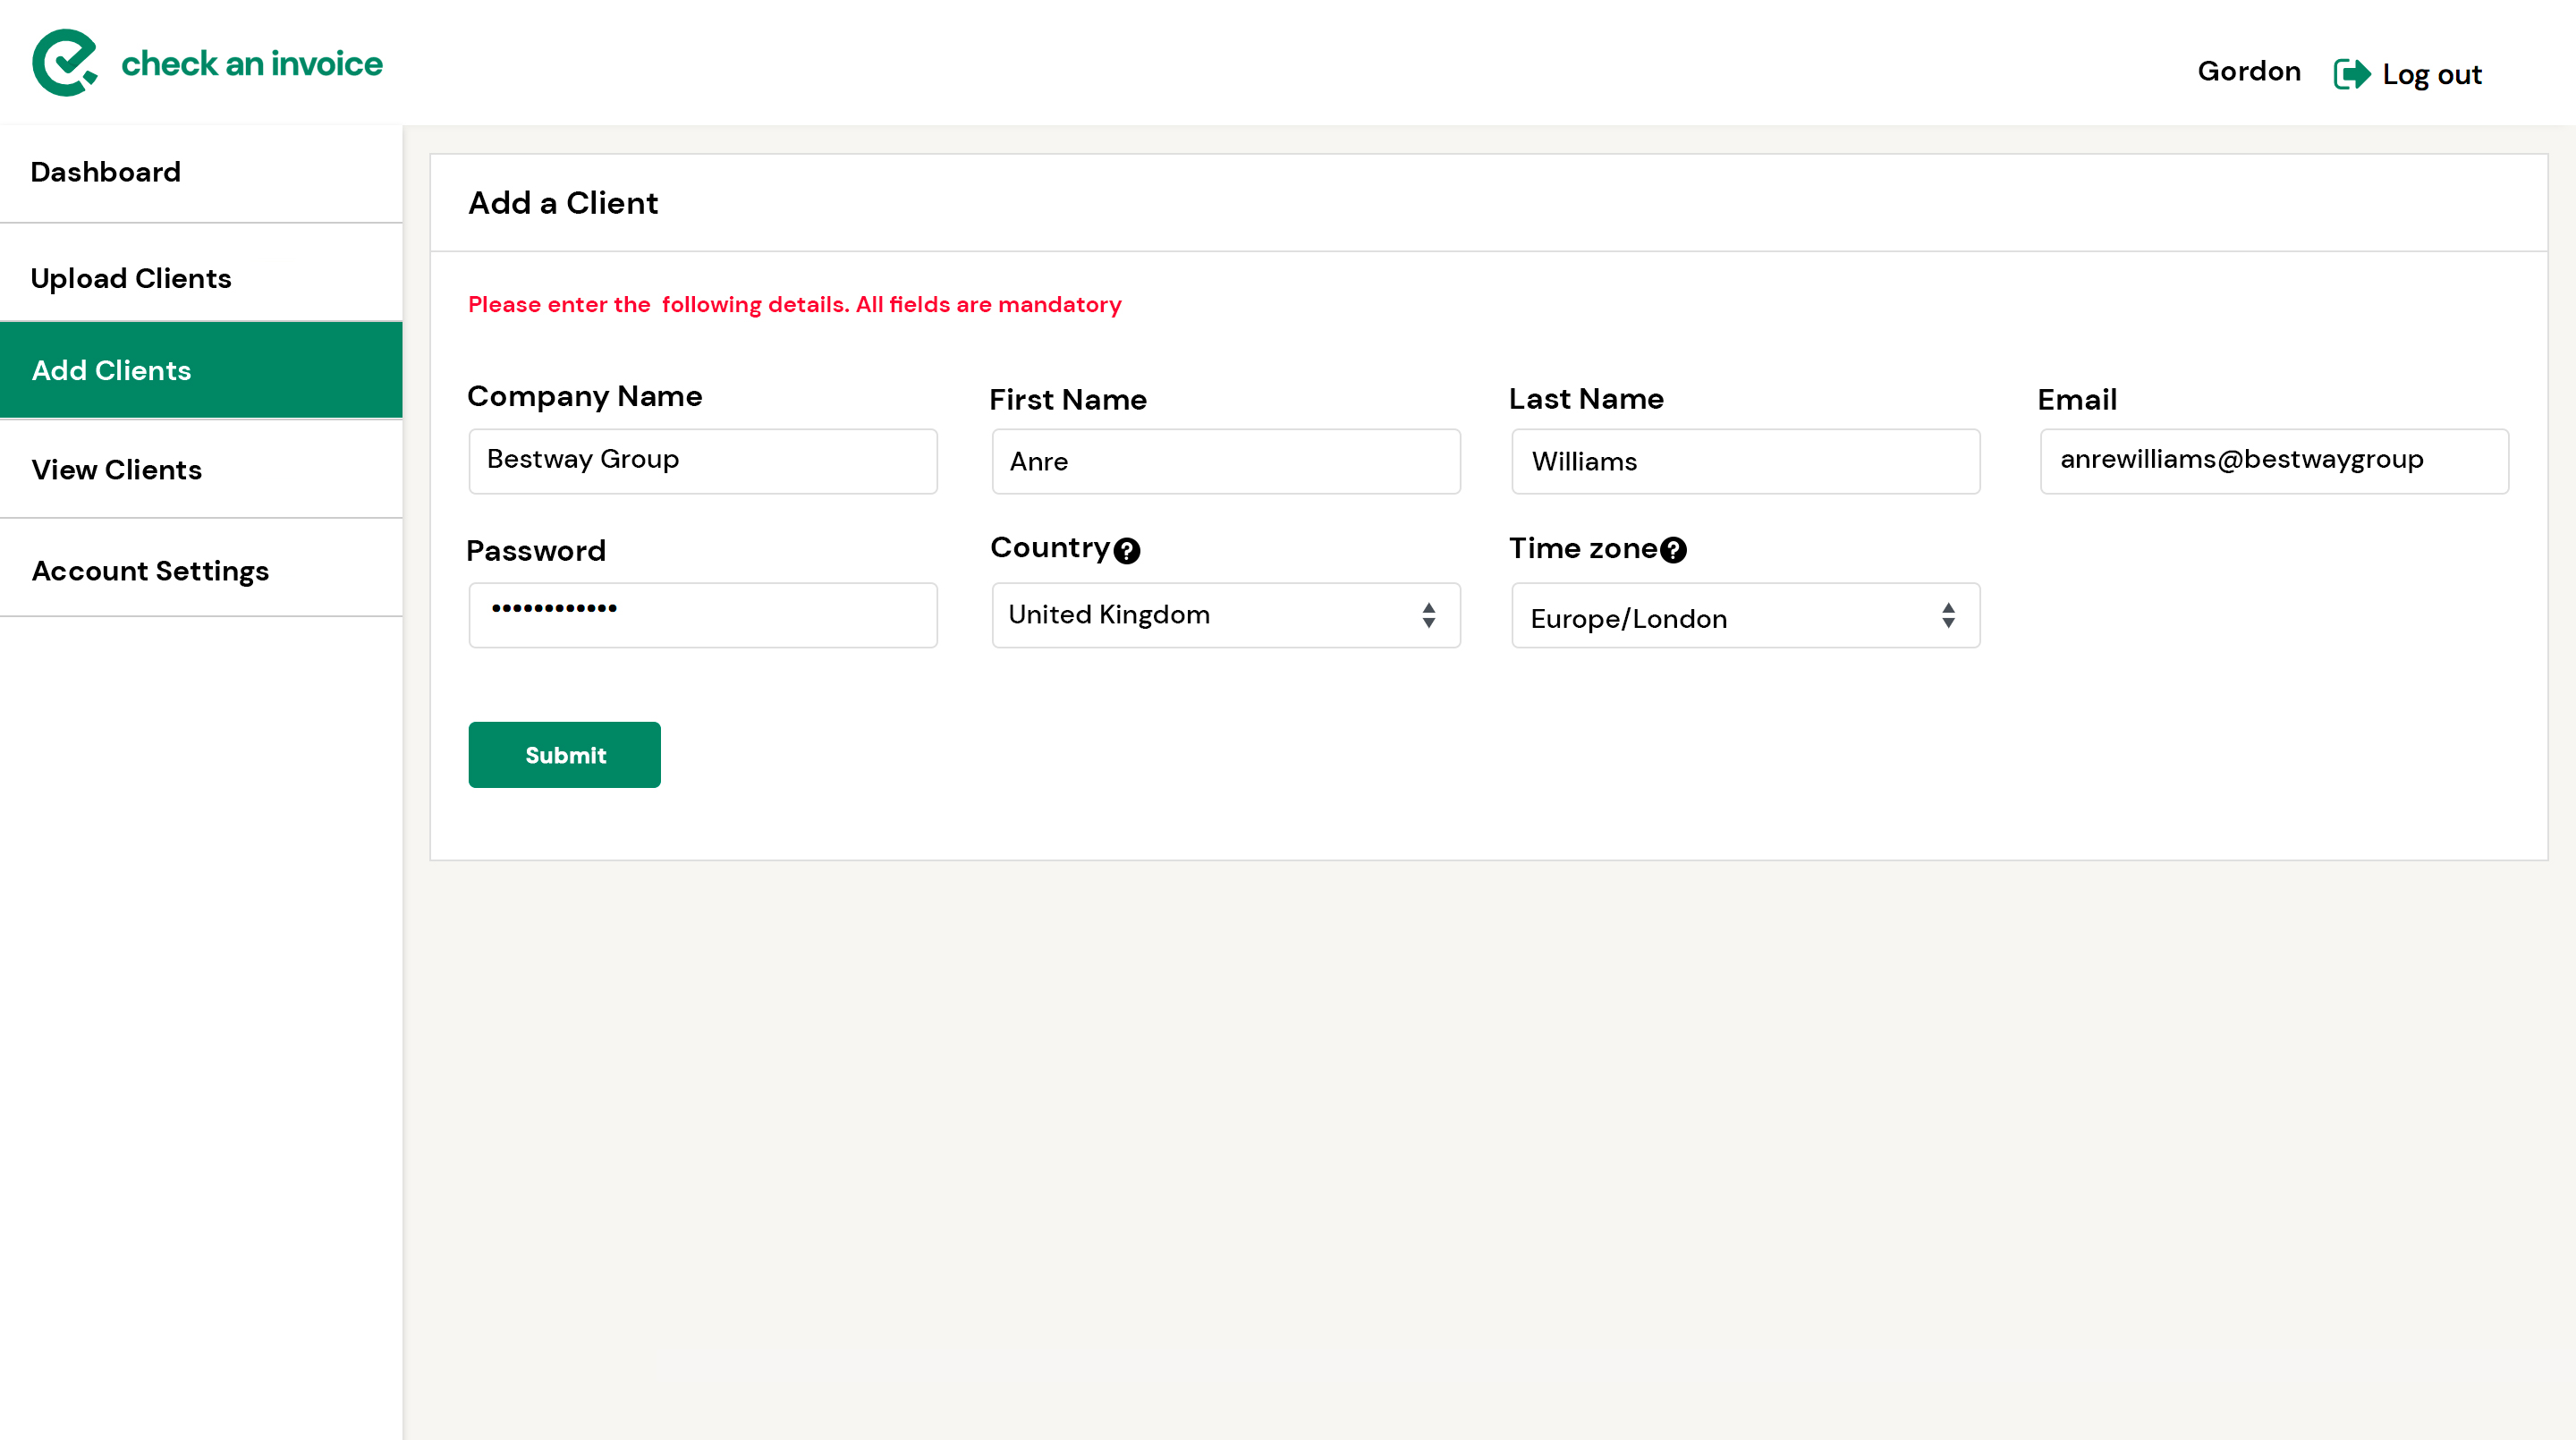 check an invoice
Gordon
Log out
Dashboard
Upload Clients
Add Clients
View Clients
Account Settings
Add a Client
Please enter the  following details. All fields are mandatory
Company Name
First Name
Last Name
Email
Bestway Group
Anre
Williams
anrewilliams@bestwaygroup
Password
Country?
Time zone?
••••••••••••
United Kingdom
Europe/London
Submit